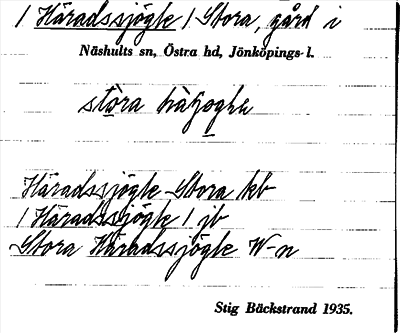 / Häradssjögle / Stora, gård i
Näshults sn, Östra hd, Jönköpings l.
stora
Häradssjögle Stora kb
/ Häradssjögle / jb
Stora Häradssjögle W-n
Stig Bäckstrand 1935.